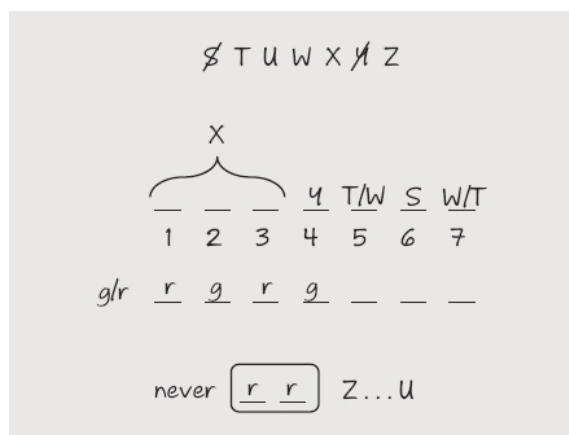 S T U W X Y Z
X
_ _ _ Y T/W S W/T
1 2 3 4 5 6 7
g/r r g r g _ _ _
never r r Z...U